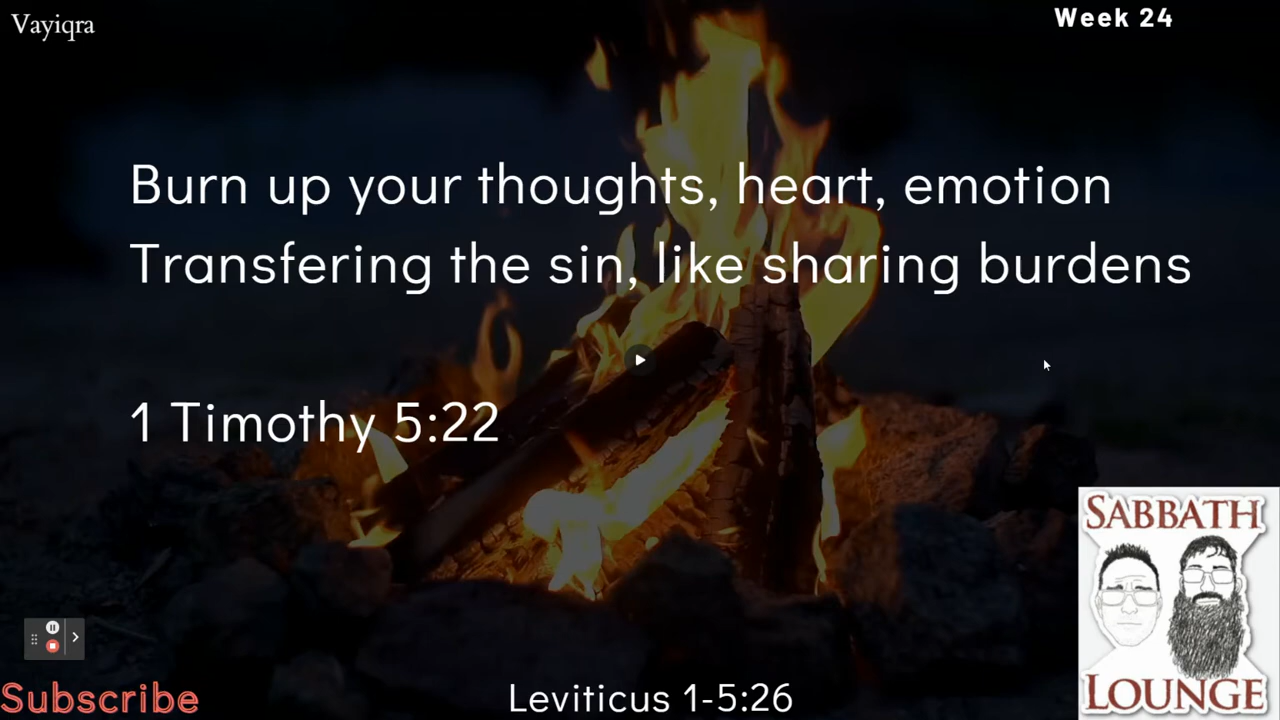 Vayiqra
Week 24
Burn up your thoughts, heart, emotion
Transfering the sin, like sharing burdens
1 Timothy 5:22
SABBATH
LOUNGE
Subscribe
Leviticus 1-5:26